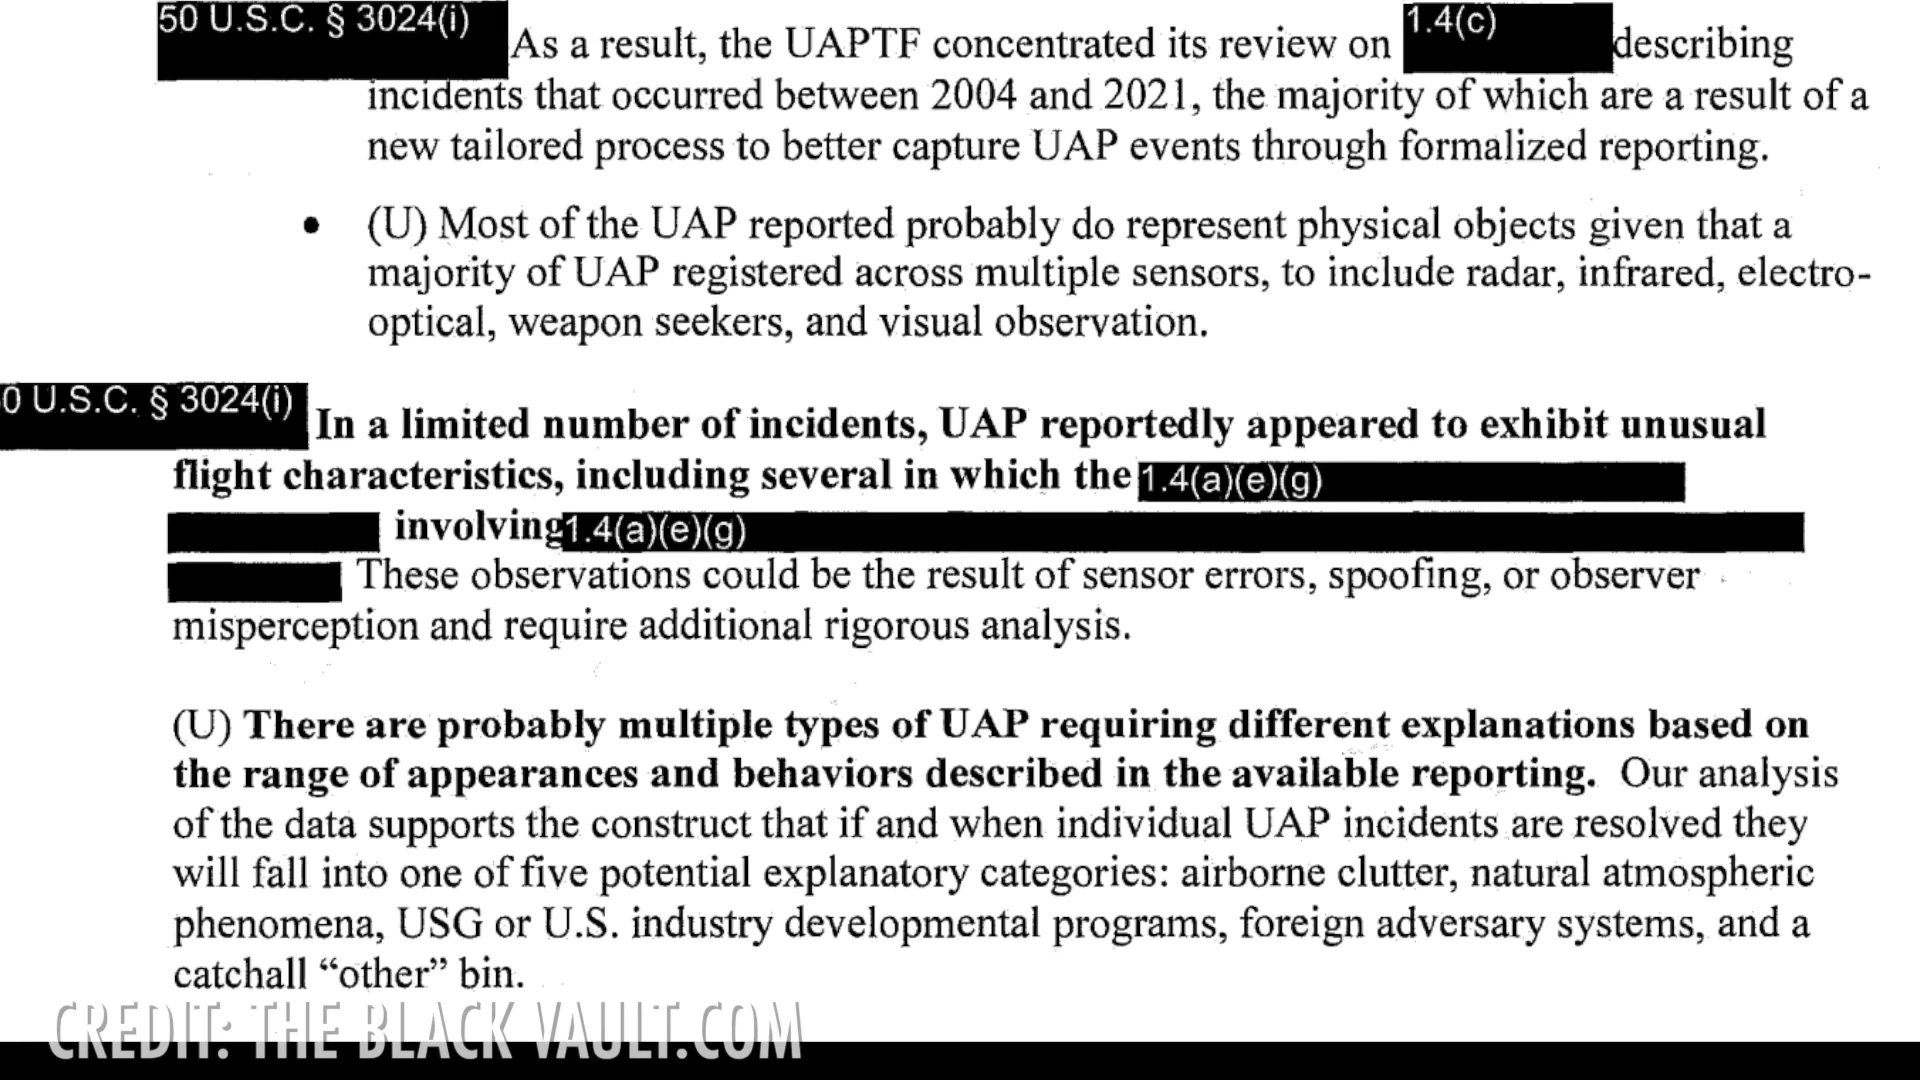 50 U.S.C. § 3024(i) As a result, the UAPTF concentrated its review on 1.4(c) describing
incidents that occurred between 2004 and 2021, the majority of which are a result of a
new tailored process to better capture UAP events through formalized reporting.
• (U) Most of the UAP reported probably do represent physical objects given that a
majority of UAP registered across multiple sensors, to include radar, infrared, electro-
optical, weapon seekers, and visual observation.
0 U.S.C. § 3024(i) In a limited number of incidents, UAP reportedly appeared to exhibit unusual
flight characteristics, including several in which the 1.4(a)(e)(g)
involving 1.4(a)(e)(g)
These observations could be the result of sensor errors, spoofing, or observer
misperception and require additional rigorous analysis.
(U) There are probably multiple types of UAP requiring different explanations based on
the range of appearances and behaviors described in the available reporting. Our analysis
of the data supports the construct that if and when individual UAP incidents are resolved they
will fall into one of five potential explanatory categories: airborne clutter, natural atmospheric
phenomena, USG or U.S. industry developmental programs, foreign adversary systems, and a
catchall “other” bin.
CREDIT: THE BLACK VAULT.COM